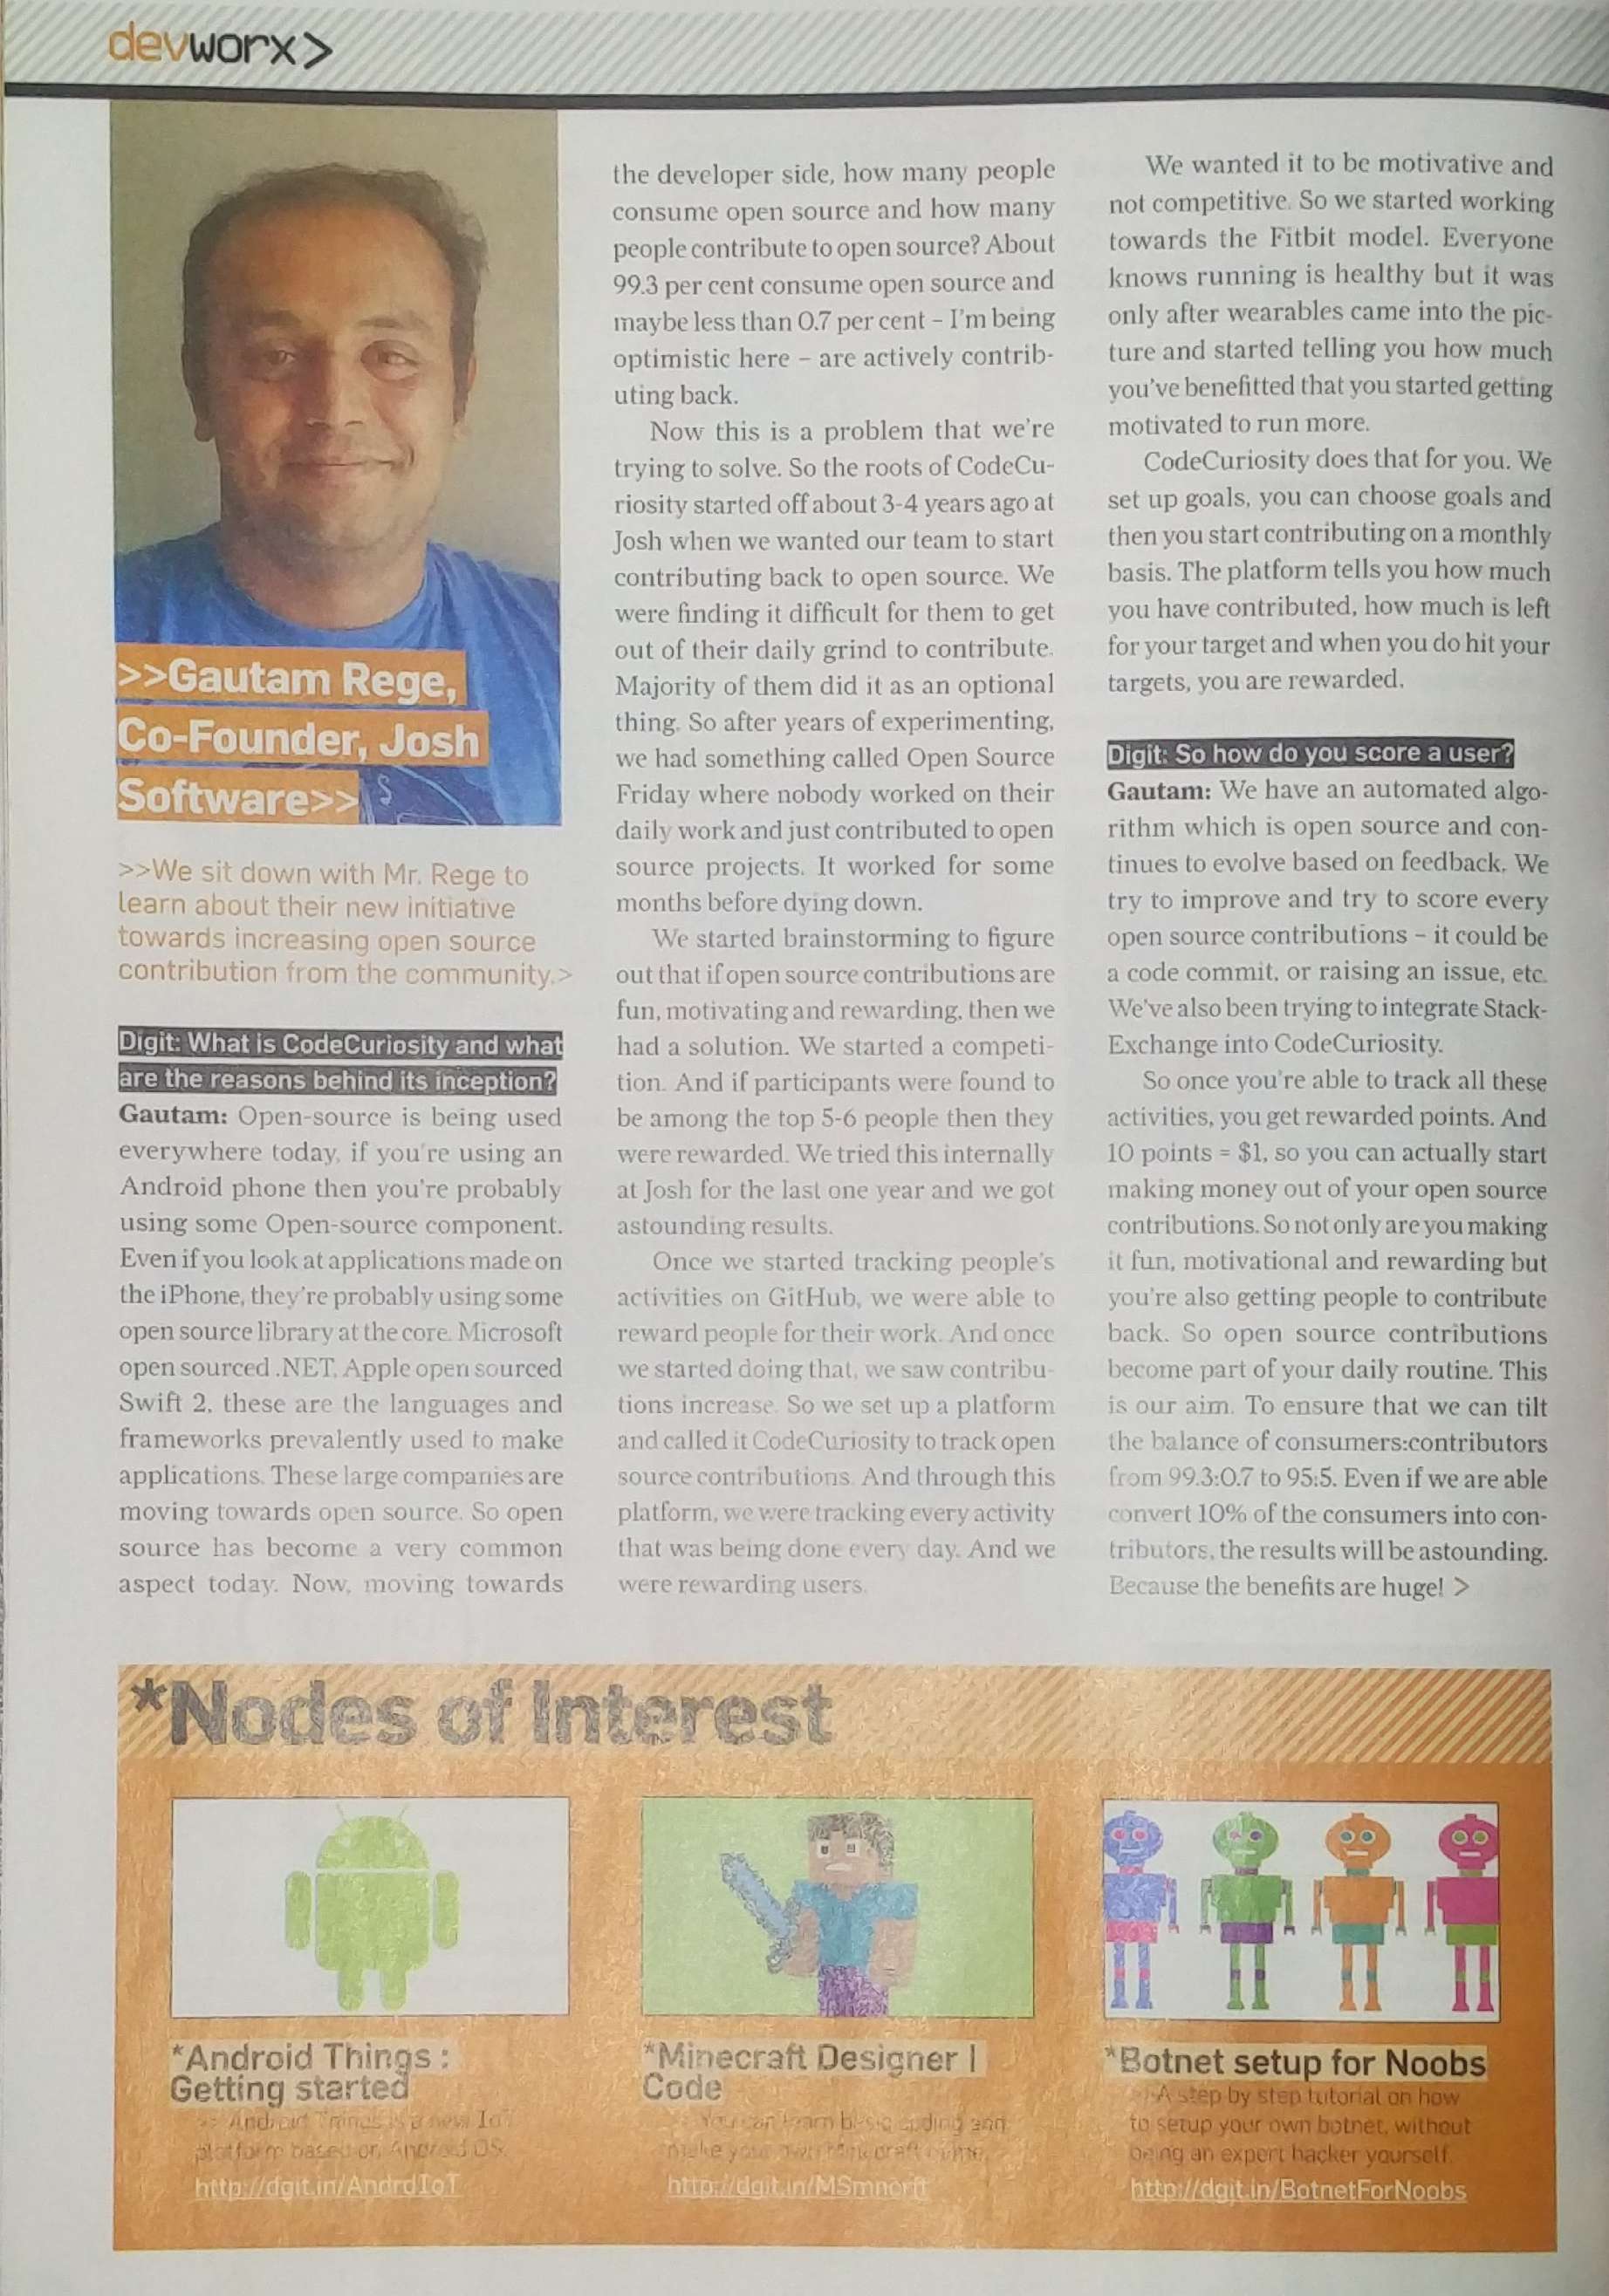 devworx>
>>Gautam Rege,
Co-Founder, Josh
Software>>
>>We sit down with Mr. Rege to
learn about their new initiative
towards increasing open source
contribution from the community.>
Digit: What is CodeCuriosity and what
are the reasons behind its inception?
Gautam: Open-source is being used
everywhere today, if you're using an
Android phone then you're probably
using some Open-source component.
Even if you look at applications made on
the iPhone, they're probably using some
open source library at the core. Microsoft
open sourced .NET, Apple open sourced
Swift 2, these are the languages and
frameworks prevalently used to make
applications. These large companies are
moving towards open source. So open
source has become a very common
aspect today. Now, moving towards
the developer side, how many people
consume open source and how many
people contribute to open source? About
99.3 per cent consume open source and
maybe less than 0.7 per cent – I'm being
optimistic here – are actively contrib-
uting back.
Now this is a problem that we're
trying to solve. So the roots of CodeCu-
riosity started off about 3-4 years ago at
Josh when we wanted our team to start
contributing back to open source. We
were finding it difficult for them to get
out of their daily grind to contribute.
Majority of them did it as an optional
thing. So after years of experimenting,
we had something called Open Source
Friday where nobody worked on their
daily work and just contributed to open
source projects. It worked for some
months before dying down.
We started brainstorming to figure
out that if open source contributions are
fun, motivating and rewarding, then we
had a solution. We started a competi-
tion. And if participants were found to
be among the top 5-6 people then they
were rewarded. We tried this internally
at Josh for the last one year and we got
astounding results.
Once we started tracking people's
activities on GitHub, we were able to
reward people for their work. And once
we started doing that, we saw contribu-
tions increase. So we set up a platform
and called it CodeCuriosity to track open
source contributions. And through this
platform, we were tracking every activity
that was being done every day. And we
were rewarding users.
We wanted it to be motivative and
not competitive. So we started working
towards the Fitbit model. Everyone
knows running is healthy but it was
only after wearables came into the pic-
ture and started telling you how much
you've benefitted that you started getting
motivated to run more.
CodeCuriosity does that for you. We
set up goals, you can choose goals and
then you start contributing on a monthly
basis. The platform tells you how much
you have contributed, how much is left
for your target and when you do hit your
targets, you are rewarded.
Digit: So how do you score a user?
Gautam: We have an automated algo-
rithm which is open source and con-
tinues to evolve based on feedback. We
try to improve and try to score every
open source contributions – it could be
a code commit, or raising an issue, etc.
We've also been trying to integrate Stack-
Exchange into CodeCuriosity.
So once you're able to track all these
activities, you get rewarded points. And
10 points = $1, so you can actually start
making money out of your open source
contributions. So not only are you making
it fun, motivational and rewarding but
you're also getting people to contribute
back. So open source contributions
become part of your daily routine. This
is our aim. To ensure that we can tilt
the balance of consumers:contributors
from 99.3:0.7 to 95:5. Even if we are able
convert 10% of the consumers into con-
tributors, the results will be astounding.
Because the benefits are huge! >
*Nodes of Interest
*Android Things :
Getting started
>> Android Things is a new IoT
platform based on Android OS.
http://dgit.in/AndrdIoT
*Minecraft Designer |
Code
You can learn basic coding and
make your own Minecraft game.
http://dgit.in/MSmncrft
*Botnet setup for Noobs
>>A step by step tutorial on how
to setup your own botnet, without
being an expert hacker yourself.
http://dgit.in/BotnetForNoobs